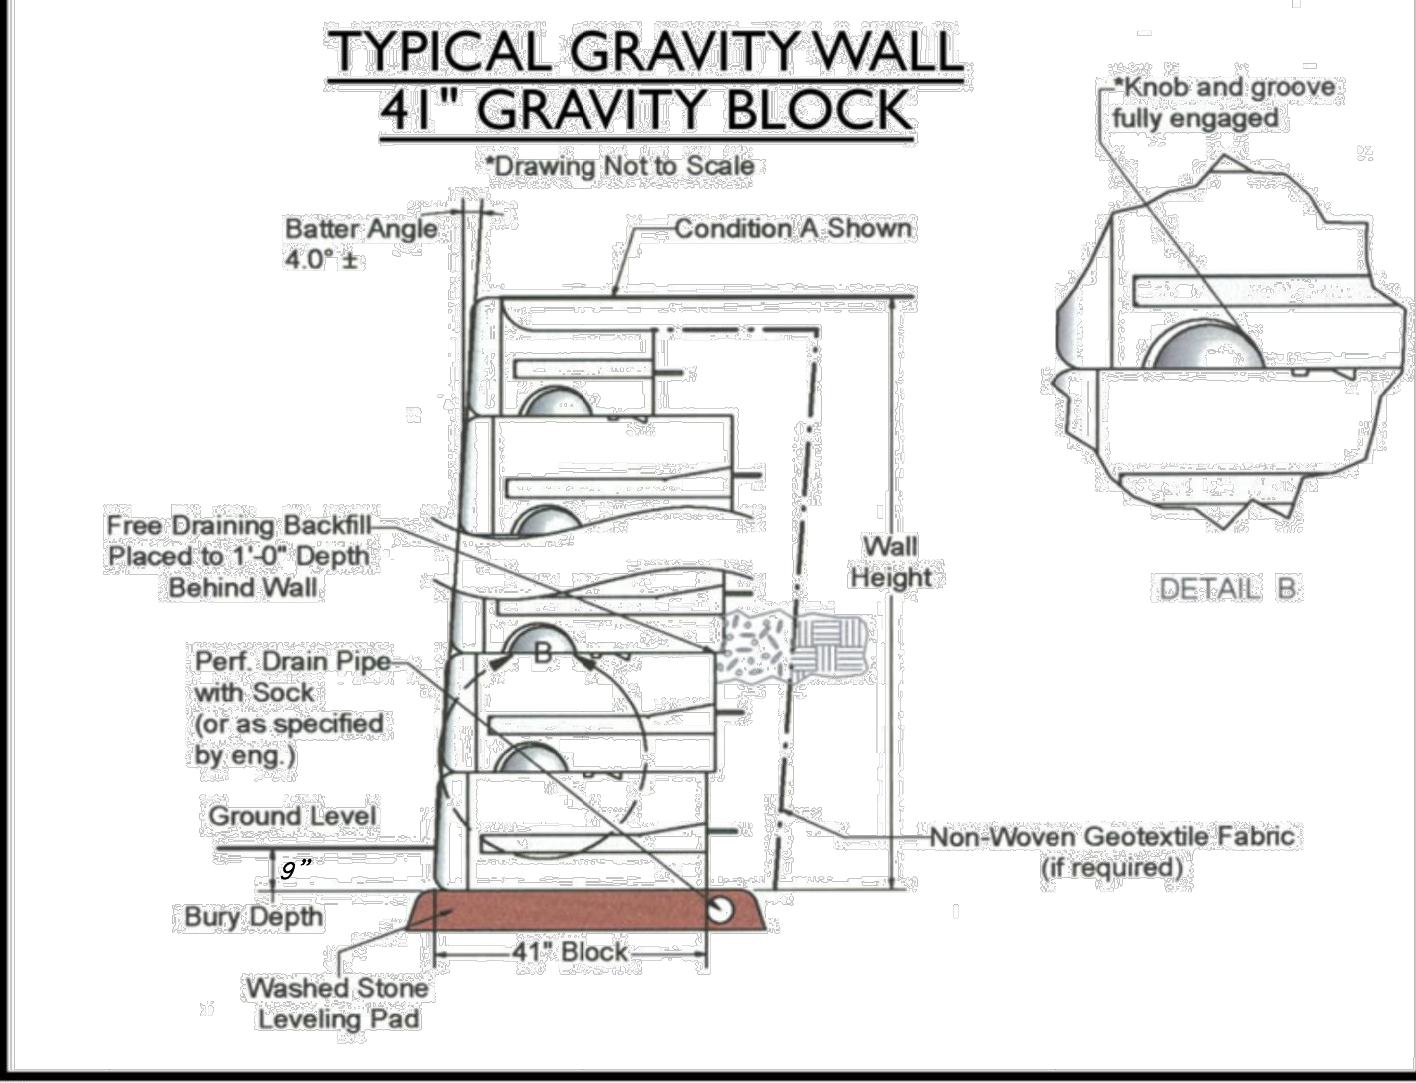 TYPICAL GRAVITY WALL
41" GRAVITY BLOCK
*Drawing Not to Scale
*Knob and groove
fully engaged
Batter Angle
4.0° ±
Condition A Shown
Free Draining Backfill
Placed to 1'-0" Depth
Behind Wall
Wall
Height
DETAIL B
B
Perf. Drain Pipe
with Sock
(or as specified
by eng.)
Ground Level
9"
Bury Depth
Non-Woven Geotextile Fabric
(if required)
41" Block
Washed Stone
Leveling Pad